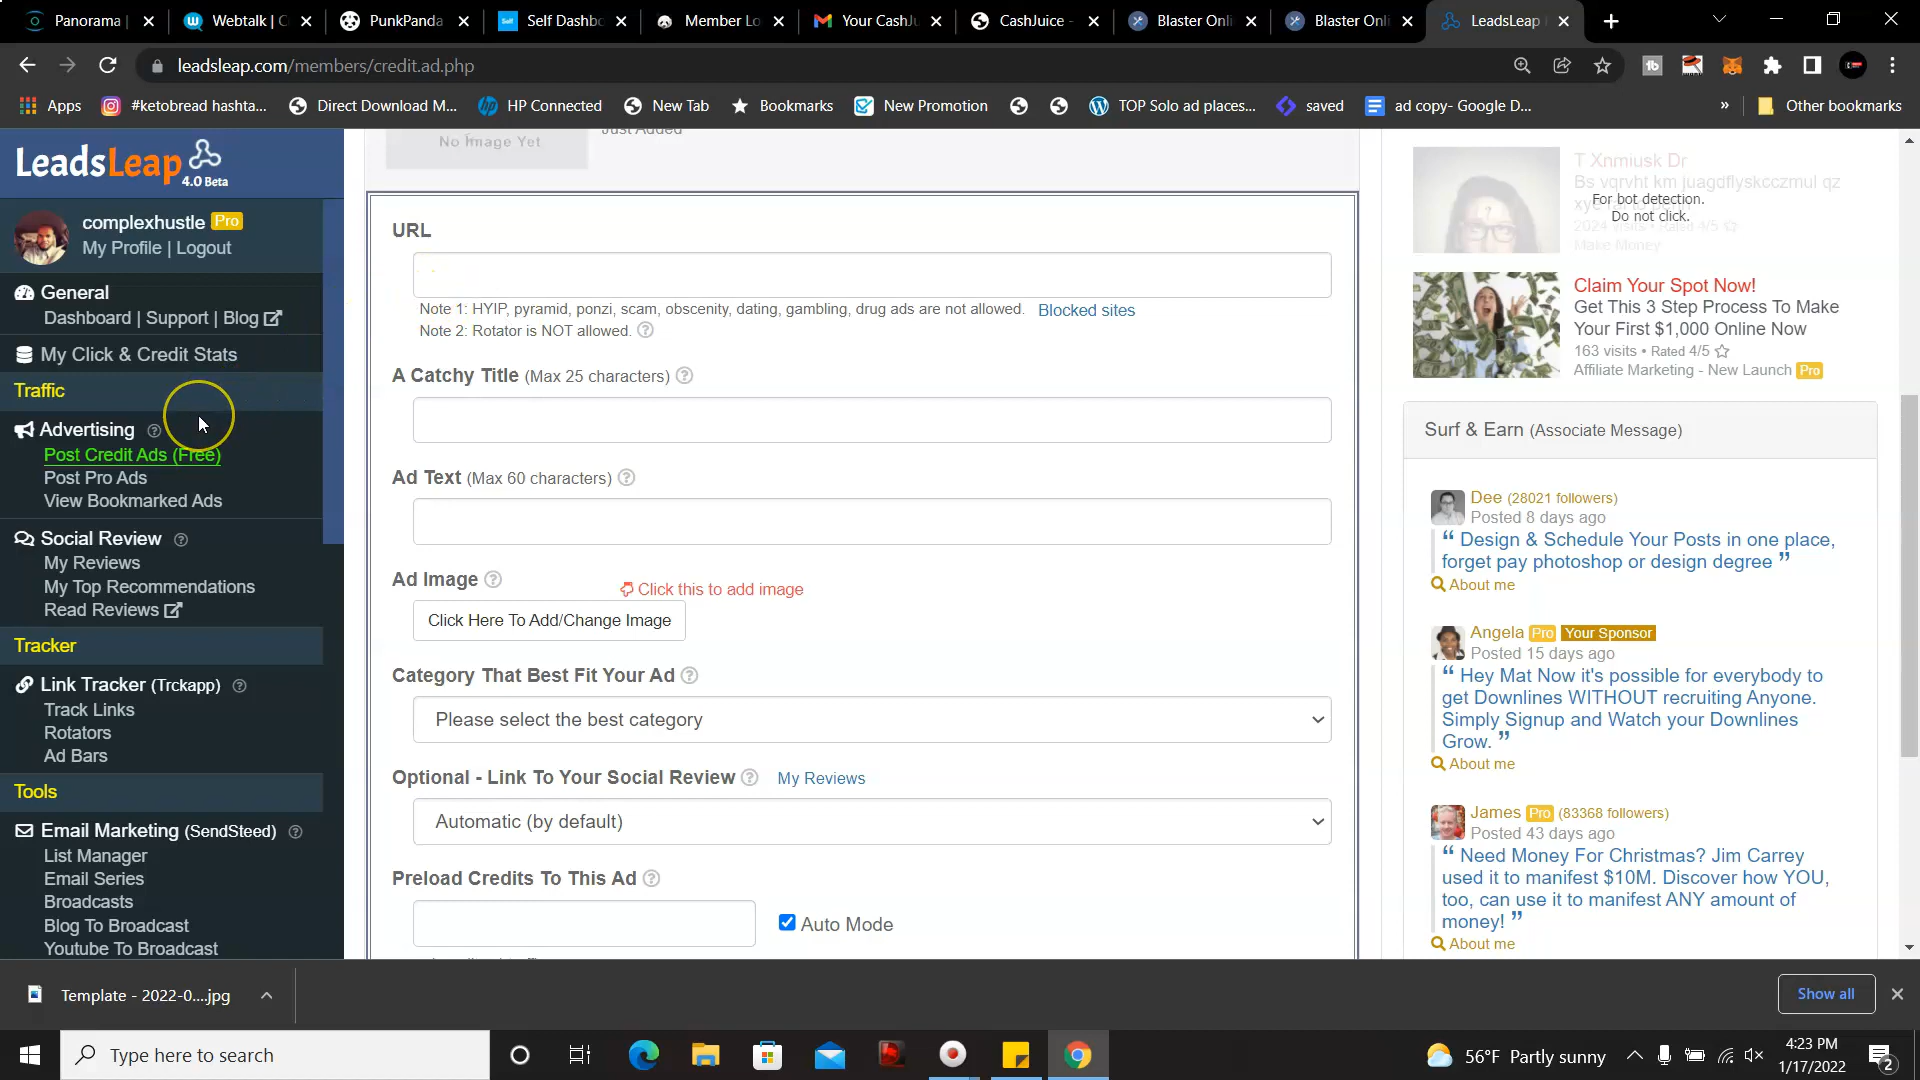 Panorama |
Webtalk | C
PunkPanda
Self Dashbo
Member Lo
Your CashJu
CashJuice -
Blaster Onli
Blaster Onli
LeadsLeap
leadsleap.com/members/credit.ad.php
Apps
#ketobread hashta...
Direct Download M...
HP Connected
New Tab
Bookmarks
New Promotion
TOP Solo ad places...
saved
ad copy- Google D...
»
Other bookmarks
LeadsLeap
4.0 Beta
complexhustle Pro
My Profile | Logout
General
Dashboard | Support | Blog
My Click & Credit Stats
Traffic
Advertising
Post Credit Ads (Free)
Post Pro Ads
View Bookmarked Ads
Social Review
My Reviews
My Top Recommendations
Read Reviews
Tracker
Link Tracker (Trckapp)
Track Links
Rotators
Ad Bars
Tools
Email Marketing (SendSteed)
List Manager
Email Series
Broadcasts
Blog To Broadcast
Youtube To Broadcast
No Image Yet
Just Added
URL
Note 1: HYIP, pyramid, ponzi, scam, obscenity, dating, gambling, drug ads are not allowed. Blocked sites
Note 2: Rotator is NOT allowed.
A Catchy Title (Max 25 characters)
Ad Text (Max 60 characters)
Ad Image
Click this to add image
Click Here To Add/Change Image
Category That Best Fit Your Ad
Please select the best category
Optional - Link To Your Social Review My Reviews
Automatic (by default)
Preload Credits To This Ad
Auto Mode
T Xnmiusk Dr
Bs vqrvht km juagdflyskcczmul qz
For bot detection.
Do not click.
2024 visits • Rated 4/5
Make Money
Claim Your Spot Now!
Get This 3 Step Process To Make
Your First $1,000 Online Now
163 visits • Rated 4/5
Affiliate Marketing - New Launch Pro
Surf & Earn (Associate Message)
Dee (28021 followers)
Posted 8 days ago
“ Design & Schedule Your Posts in one place,
forget pay photoshop or design degree ”
About me
Angela Pro Your Sponsor
Posted 15 days ago
“ Hey Mat Now it's possible for everybody to
get Downlines WITHOUT recruiting Anyone.
Simply Signup and Watch your Downlines
Grow. ”
About me
James Pro (83368 followers)
Posted 43 days ago
“ Need Money For Christmas? Jim Carrey
used it to manifest $10M. Discover how YOU,
too, can use it to manifest ANY amount of
money! ”
About me
Template - 2022-0....jpg
Show all
Type here to search
56°F Partly sunny
4:23 PM
1/17/2022
2